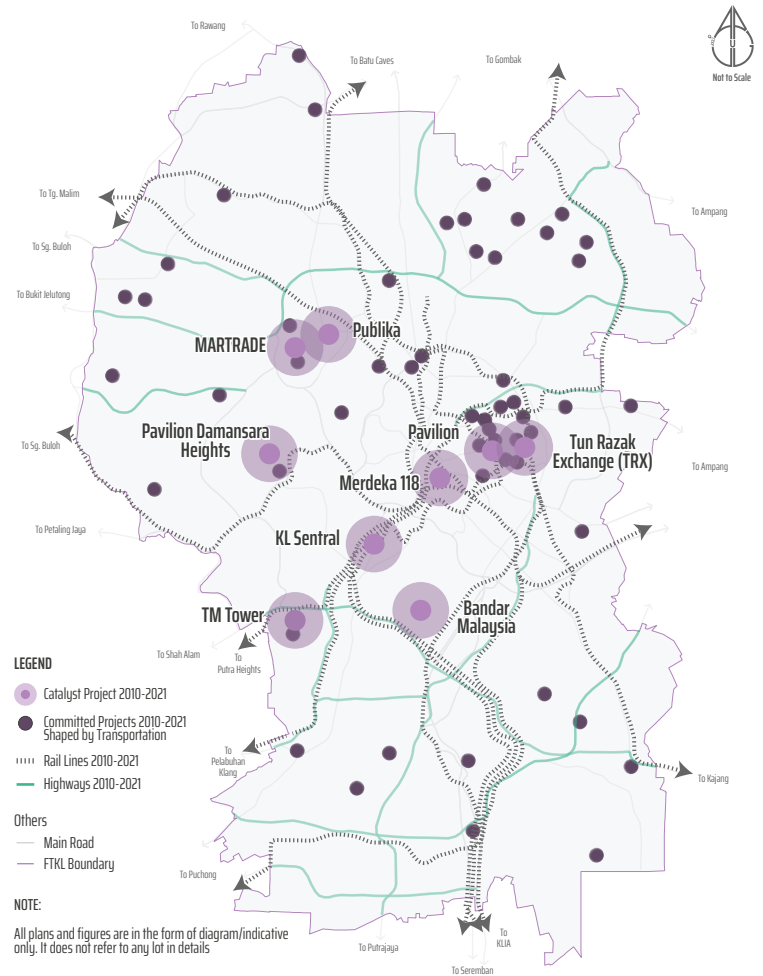 To Rawang
To Batu Caves
To Gombak
Not to Scale
To Tg. Malim
To Ampang
To Sg. Buloh
To Bukit Jelutong
MARTRADE
Publika
Pavilion Damansara
Heights
Pavilion
Tun Razak
Exchange (TRX)
To Sg. Buloh
To Ampang
Merdeka 118
To Petaling Jaya
KL Sentral
TM Tower
Bandar
Malaysia
To Shah Alam
To
Putra Heights
LEGEND
Catalyst Project 2010-2021
Committed Projects 2010-2021
Shaped by Transportation
Rail Lines 2010-2021
Highways 2010-2021
Others
Main Road
FTKL Boundary
To
Pelabuhan
Klang
To Kajang
To Puchong
NOTE:
All plans and figures are in the form of diagram/indicative
only. It does not refer to any lot in details
To Putrajaya
To
KLIA
To Seremban